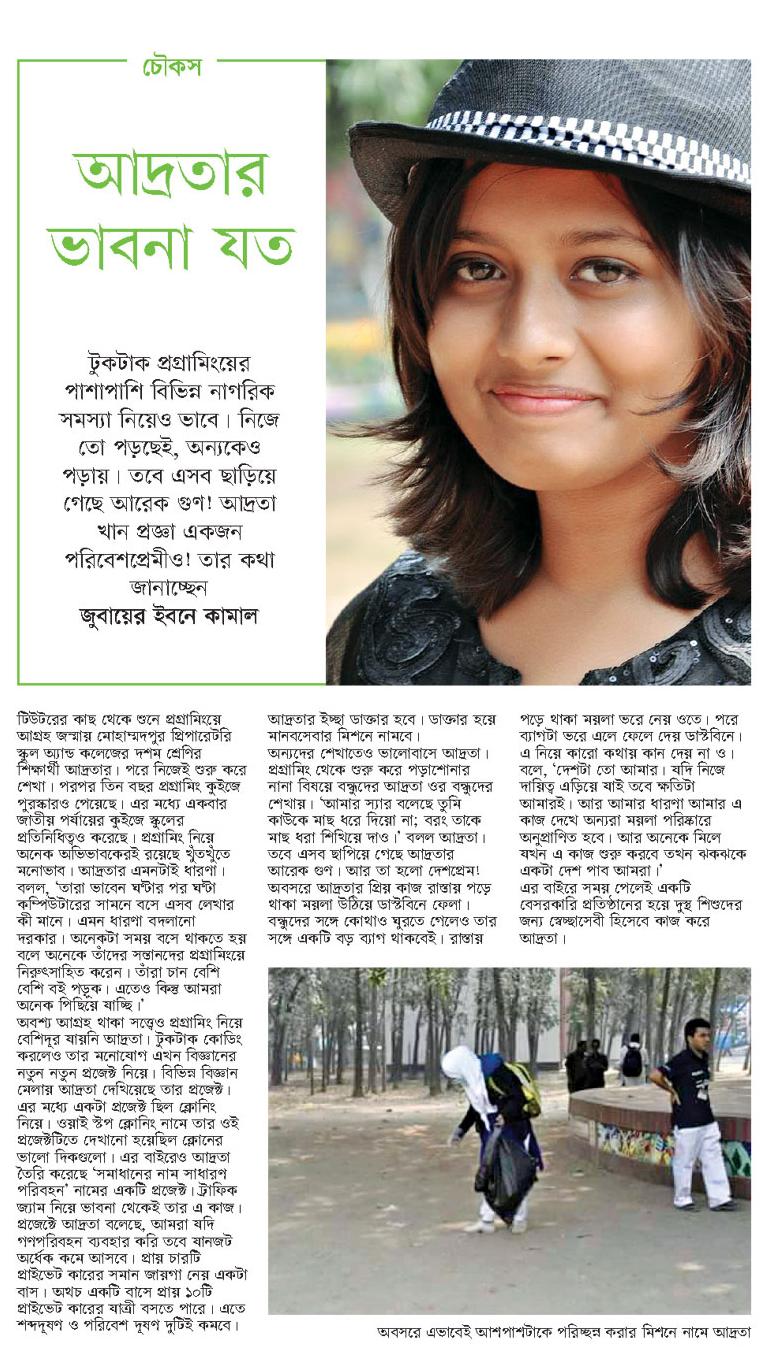 চৌকস
আদ্রতার
ভাবনা যত
টুকটাক প্রগ্রামিংয়ের
পাশাপাশি বিভিন্ন নাগরিক
সমস্যা নিয়েও ভাবে। নিজে
তো পড়ছেই, অন্যকেও
পড়ায়। তবে এসব ছাড়িয়ে
গেছে আরেক গুণ! আদ্রতা
খান প্রজ্ঞা একজন
পরিবেশপ্রেমীও! তার কথা
জানাচ্ছেন
জুবায়ের ইবনে কামাল
টিউটরের কাছ থেকে শুনে প্রগ্রামিংয়ে
আগ্রহ জন্মায় মোহাম্মদপুর প্রিপারেটরি
স্কুল অ্যান্ড কলেজের দশম শ্রেণির
শিক্ষার্থী আদ্রতার। পরে নিজেই শুরু করে
শেখা। পরপর তিন বছর প্রগ্রামিং কুইজে
পুরস্কারও পেয়েছে। এর মধ্যে একবার
জাতীয় পর্যায়ের কুইজে স্কুলের
প্রতিনিধিত্বও করেছে। প্রগ্রামিং নিয়ে
অনেক অভিভাবকেরই রয়েছে খুঁতখুঁতে
মনোভাব। আদ্রতার এমনটাই ধারণা।
বলল, ‘তারা ভাবেন ঘণ্টার পর ঘণ্টা
কম্পিউটারের সামনে বসে এসব লেখার
কী মানে। এমন ধারণা বদলানো
দরকার। অনেকটা সময় বসে থাকতে হয়
বলে অনেকে তাঁদের সন্তানদের প্রগ্রামিংয়ে
নিরুৎসাহিত করেন। তাঁরা চান বেশি
বেশি বই পড়ুক। এতেও কিন্তু আমরা
অনেক পিছিয়ে যাচ্ছি।’
অবশ্য আগ্রহ থাকা সত্ত্বেও প্রগ্রামিং নিয়ে
বেশিদূর যায়নি আদ্রতা। টুকটাক কোডিং
করলেও তার মনোযোগ এখন বিজ্ঞানের
নতুন নতুন প্রজেক্ট নিয়ে। বিভিন্ন বিজ্ঞান
মেলায় আদ্রতা দেখিয়েছে তার প্রজেক্ট।
এর মধ্যে একটা প্রজেক্ট ছিল ক্লোনিং
নিয়ে। ওয়াই স্টপ ক্লোনিং নামে তার ওই
প্রজেক্টটিতে দেখানো হয়েছিল ক্লোনের
ভালো দিকগুলো। এর বাইরেও আদ্রতা
তৈরি করেছে ‘সমাধানের নাম সাধারণ
পরিবহন’ নামের একটি প্রজেক্ট। ট্রাফিক
জ্যাম নিয়ে ভাবনা থেকেই তার এ কাজ।
প্রজেক্টে আদ্রতা বলেছে, আমরা যদি
গণপরিবহন ব্যবহার করি তবে যানজট
অর্ধেক কমে আসবে। প্রায় চারটি
প্রাইভেট কারের সমান জায়গা নেয় একটা
বাস। অথচ একটি বাসে প্রায় ১০টি
প্রাইভেট কারের যাত্রী বসতে পারে। এতে
শব্দদূষণ ও পরিবেশ দূষণ দুটিই কমবে।
আদ্রতার ইচ্ছা ডাক্তার হবে। ডাক্তার হয়ে
মানবসেবার মিশনে নামবে।
অন্যদের শেখাতেও ভালোবাসে আদ্রতা।
প্রগ্রামিং থেকে শুরু করে পড়াশোনার
নানা বিষয়ে বন্ধুদের আদ্রতা ওর বন্ধুদের
শেখায়। ‘আমার স্যার বলেছে তুমি
কাউকে মাছ ধরে দিয়ো না; বরং তাকে
মাছ ধরা শিখিয়ে দাও।’ বলল আদ্রতা।
তবে এসব ছাপিয়ে গেছে আদ্রতার
আরেক গুণ। আর তা হলো দেশপ্রেম!
অবসরে আদ্রতার প্রিয় কাজ রাস্তায় পড়ে
থাকা ময়লা উঠিয়ে ডাস্টবিনে ফেলা।
বন্ধুদের সঙ্গে কোথাও ঘুরতে গেলেও তার
সঙ্গে একটি বড় ব্যাগ থাকবেই। রাস্তায়
পড়ে থাকা ময়লা ভরে নেয় ওতে। পরে
ব্যাগটা ভরে এলে ফেলে দেয় ডাস্টবিনে।
এ নিয়ে কারো কথায় কান দেয় না ও।
বলে, ‘দেশটা তো আমার। যদি নিজে
দায়িত্ব এড়িয়ে যাই তবে ক্ষতিটা
আমারই। আর আমার ধারণা আমার এ
কাজ দেখে অন্যরা ময়লা পরিষ্কারে
অনুপ্রাণিত হবে। আর অনেকে মিলে
যখন এ কাজ শুরু করবে তখন ঝকঝকে
একটা দেশ পাব আমরা।’
এর বাইরে সময় পেলেই একটি
বেসরকারি প্রতিষ্ঠানের হয়ে দুস্থ শিশুদের
জন্য স্বেচ্ছাসেবী হিসেবে কাজ করে
আদ্রতা।
অবসরে এভাবেই আশপাশটাকে পরিচ্ছন্ন করার মিশনে নামে আদ্রতা